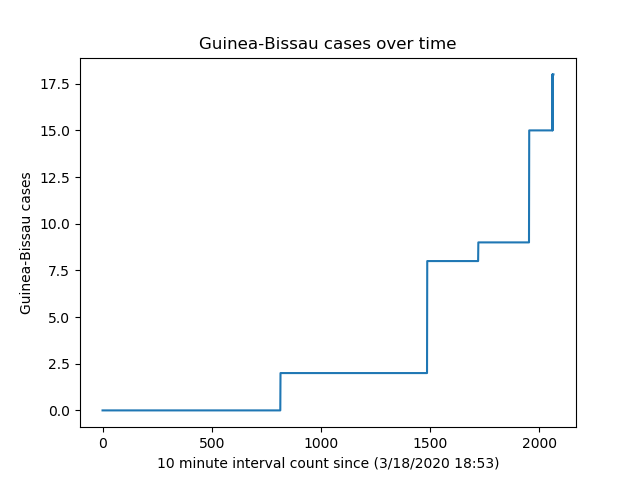 Guinea-Bissau cases over time
17.5
15.0
12.5
10.0
7.5
5.0
2.5
0.0
Guinea-Bissau cases
0 500 1000 1500 2000
10 minute interval count since (3/18/2020 18:53)